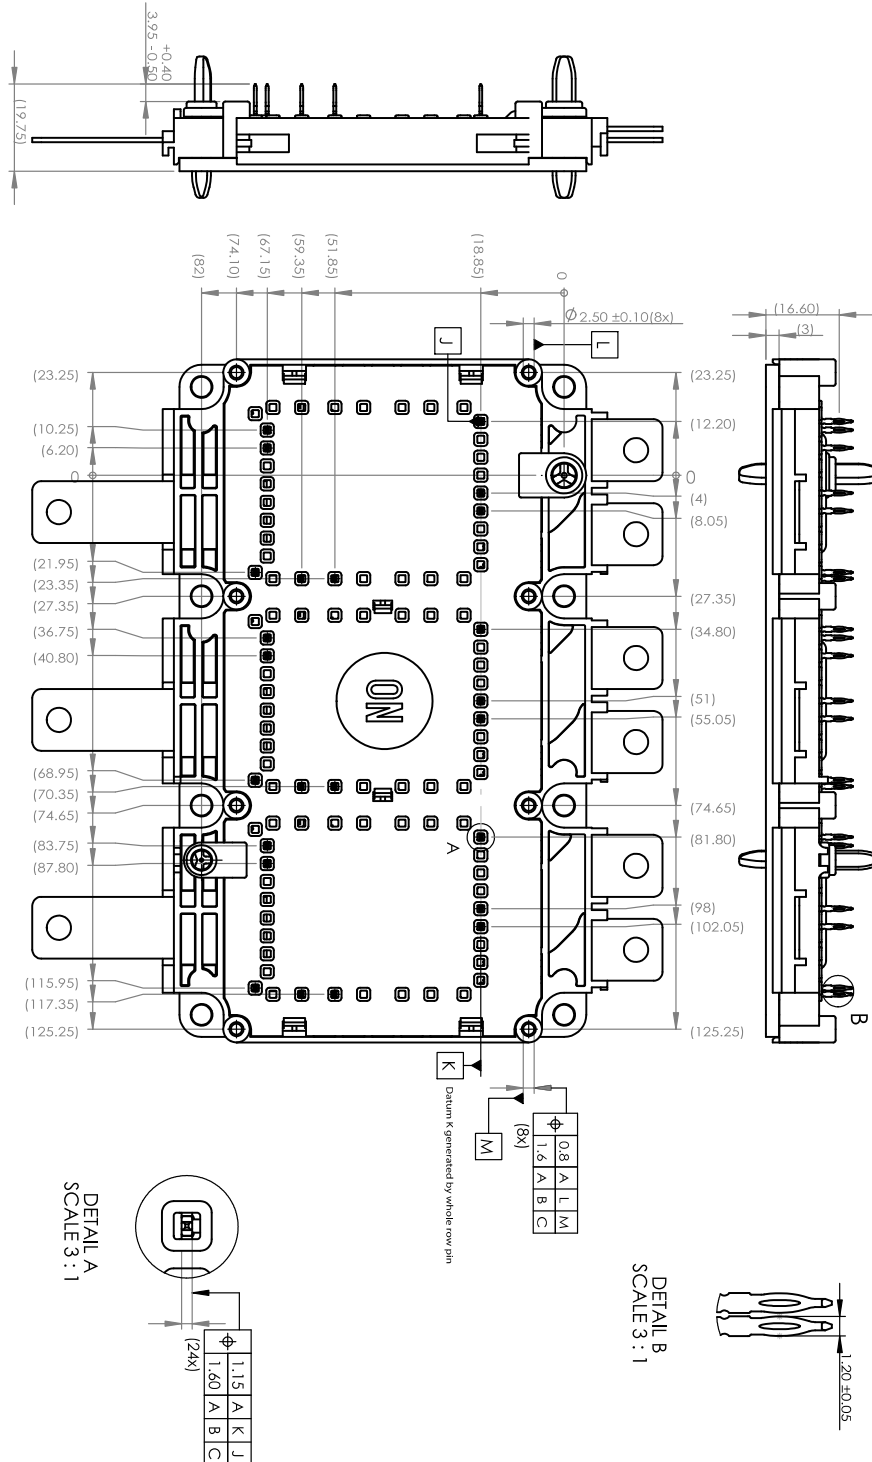 3.95 +0.40 -0.50
(19.75)
(82)
(74.10)
(67.15)
(59.35)
(51.85)
(18.85)
0
(16.60)
(3)
Ø 2.50 ±0.10(8x)
L
J
(23.25)
(10.25)
(6.20)
0
(21.95)
(23.35)
(27.35)
(36.75)
(40.80)
(68.95)
(70.35)
(74.65)
(83.75)
(87.80)
(115.95)
(117.35)
(125.25)
ON
A
(23.25)
(12.20)
0
(4)
(8.05)
(27.35)
(34.80)
(51)
(55.05)
(74.65)
(81.80)
(98)
(102.05)
(125.25)
B
K
Datum K generated by whole row pin
M
(8x)
⌖ 0.8 A L M
1.6 A B C
DETAIL A
SCALE 3 : 1
(24x)
⌖ 1.15 A K J
1.60 A B C
DETAIL B
SCALE 3 : 1
1.20 ±0.05